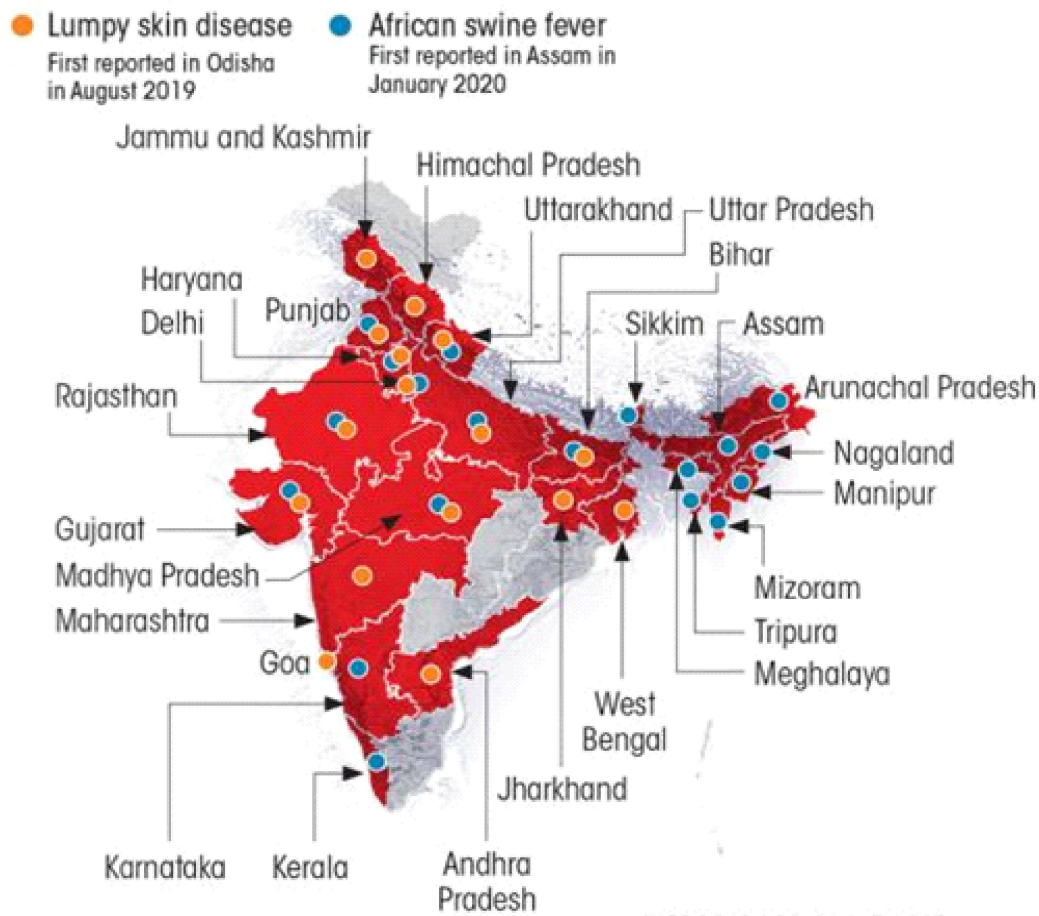 Lumpy skin disease
First reported in Odisha
in August 2019
African swine fever
First reported in Assam in
January 2020
Jammu and Kashmir
Himachal Pradesh
Uttarakhand
Uttar Pradesh
Bihar
Haryana
Punjab
Delhi
Sikkim
Assam
Rajasthan
Arunachal Pradesh
Nagaland
Manipur
Gujarat
Madhya Pradesh
Mizoram
Maharashtra
Tripura
Goa
Meghalaya
West
Bengal
Jharkhand
Karnataka
Kerala
Andhra
Pradesh